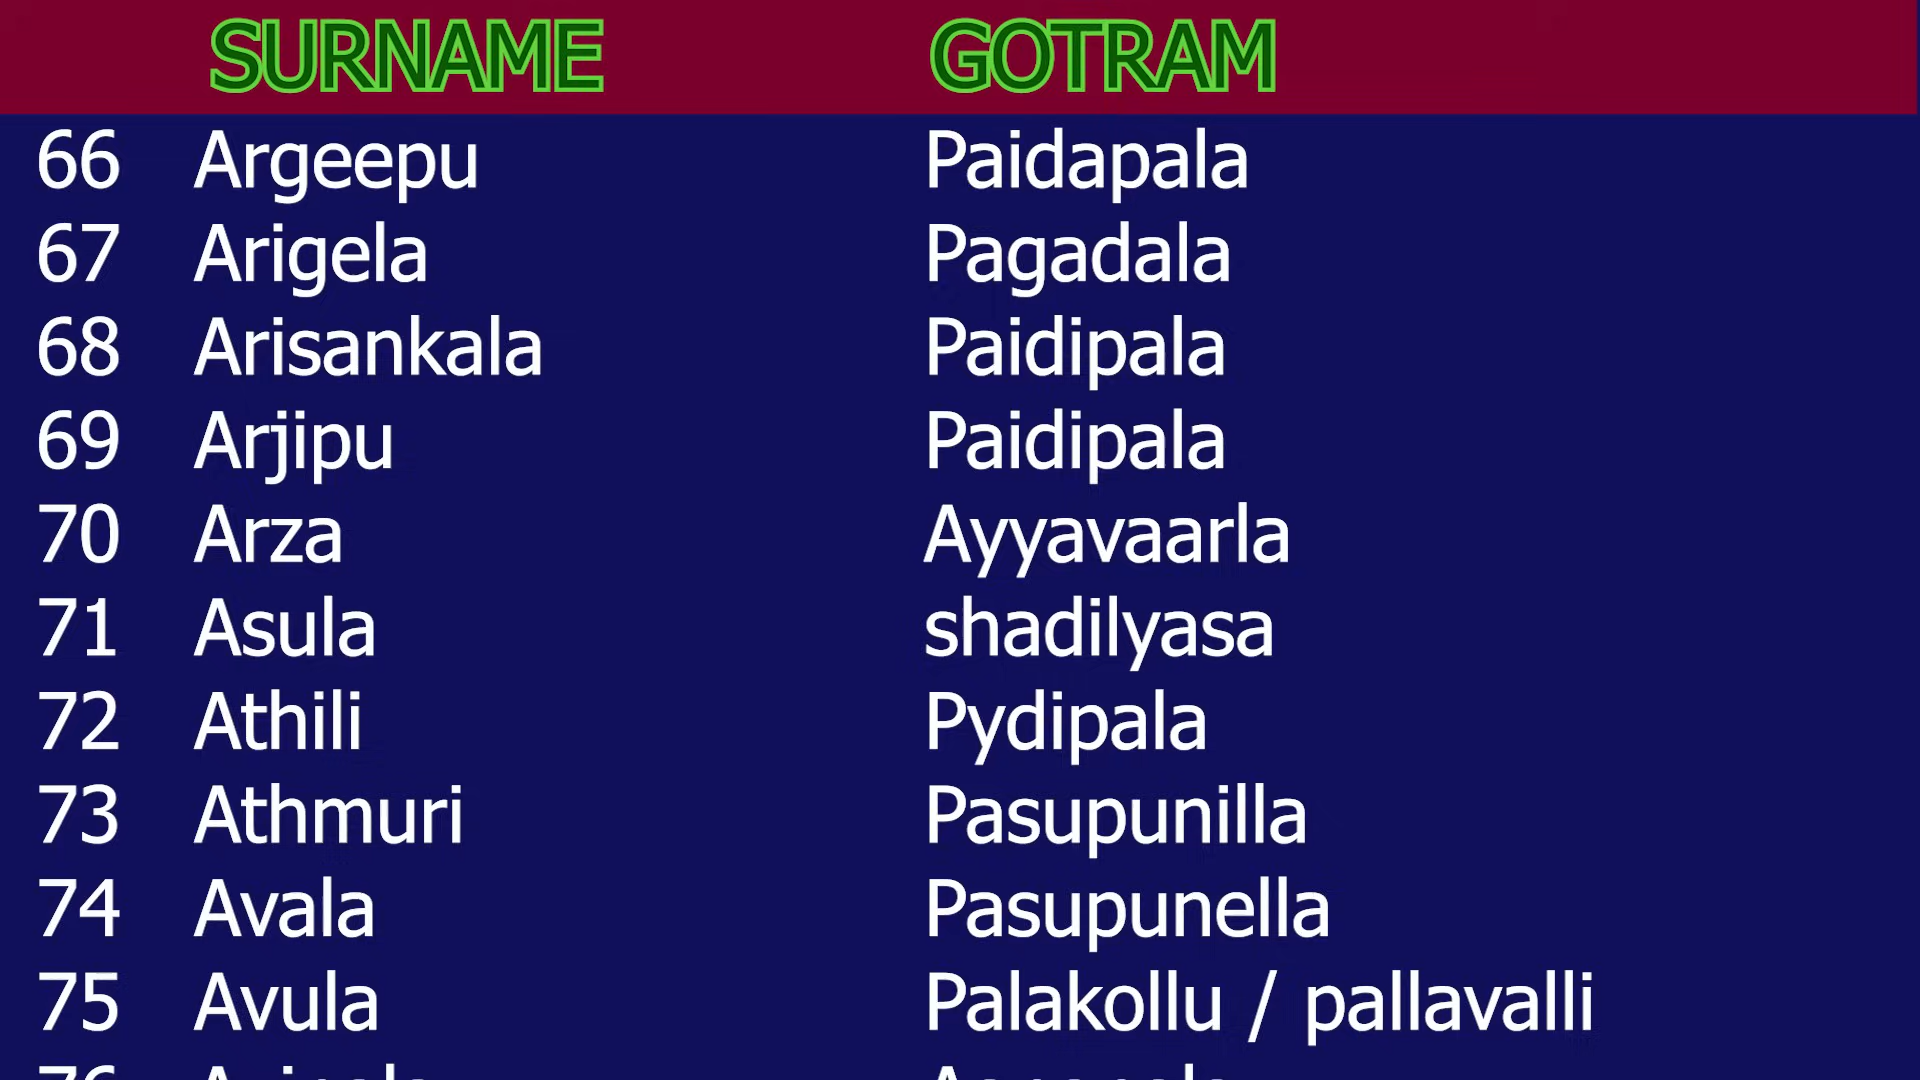 SURNAME GOTRAM
66 Argeepu Paidapala
67 Arigela Pagadala
68 Arisankala Paidipala
69 Arjipu Paidipala
70 Arza Ayyavaarla
71 Asula shadilyasa
72 Athili Pydipala
73 Athmuri Pasupunilla
74 Avala Pasupunella
75 Avula Palakollu / pallavalli
76